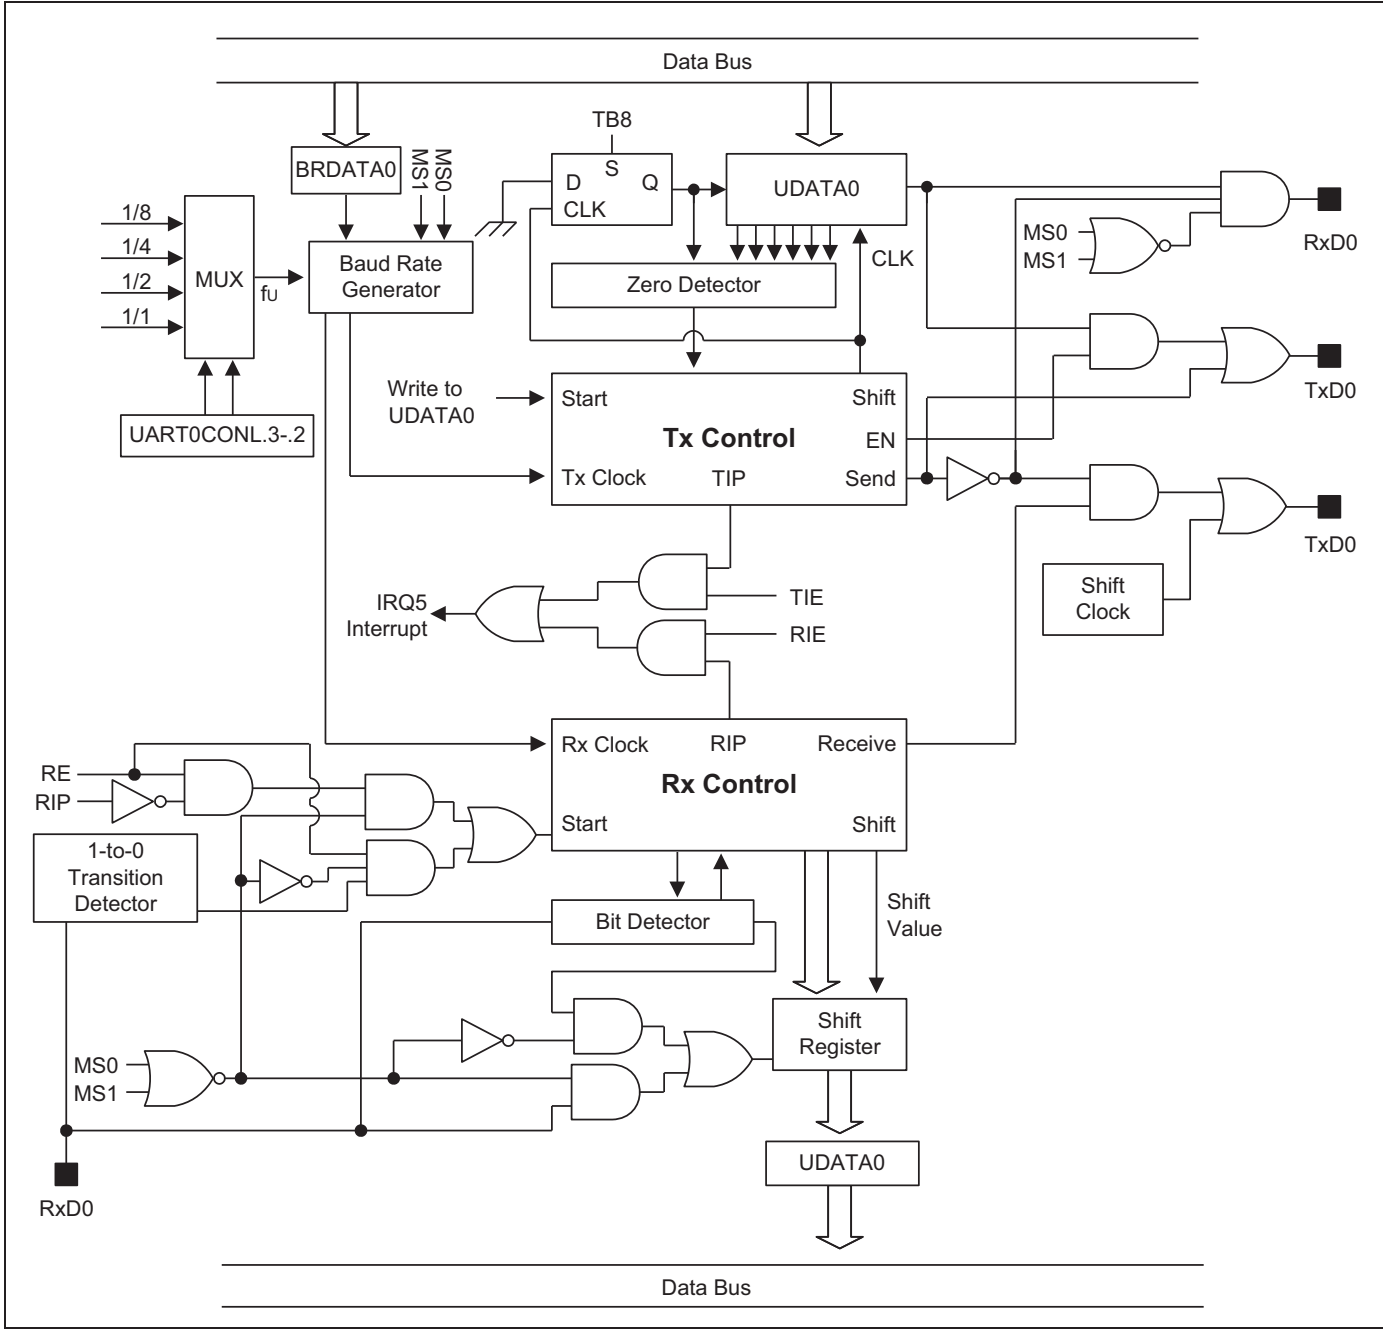 Data Bus
TB8
BRDATA0
MS1
MS0
D
S
Q
CLK
UDATA0
1/8
1/4
1/2
1/1
MUX
fU
Baud Rate
Generator
Zero Detector
CLK
MS0
MS1
RxD0
UART0CONL.3-.2
Write to
UDATA0
Start
Shift
Tx Control
EN
Tx Clock
TIP
Send
TxD0
TxD0
Shift
Clock
IRQ5
Interrupt
TIE
RIE
Rx Clock
RIP
Receive
Rx Control
Start
Shift
RE
RIP
1-to-0
Transition
Detector
Bit Detector
Shift
Value
Shift
Register
MS0
MS1
UDATA0
RxD0
Data Bus